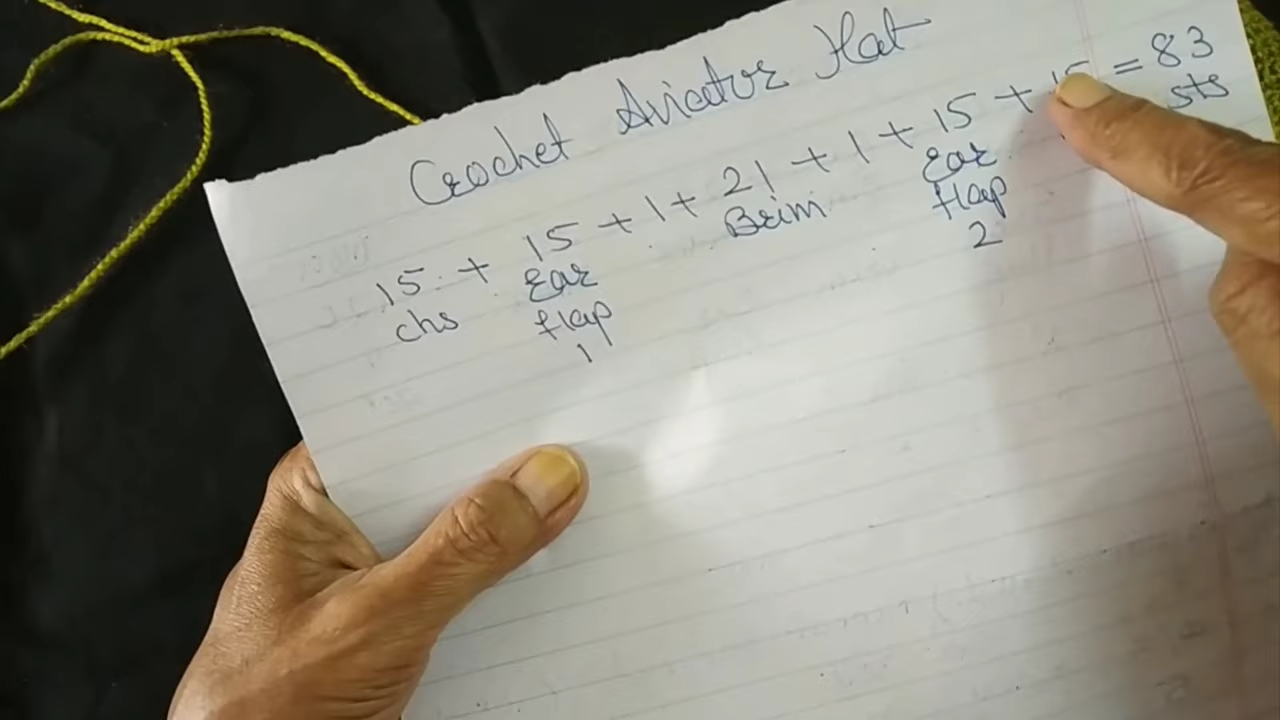 Crochet Aviator Hat
15 + 15 + 1 + 21 + 1 + 15 + 15 = 83
chs Ear Brim Ear sts
flap flap
1 2